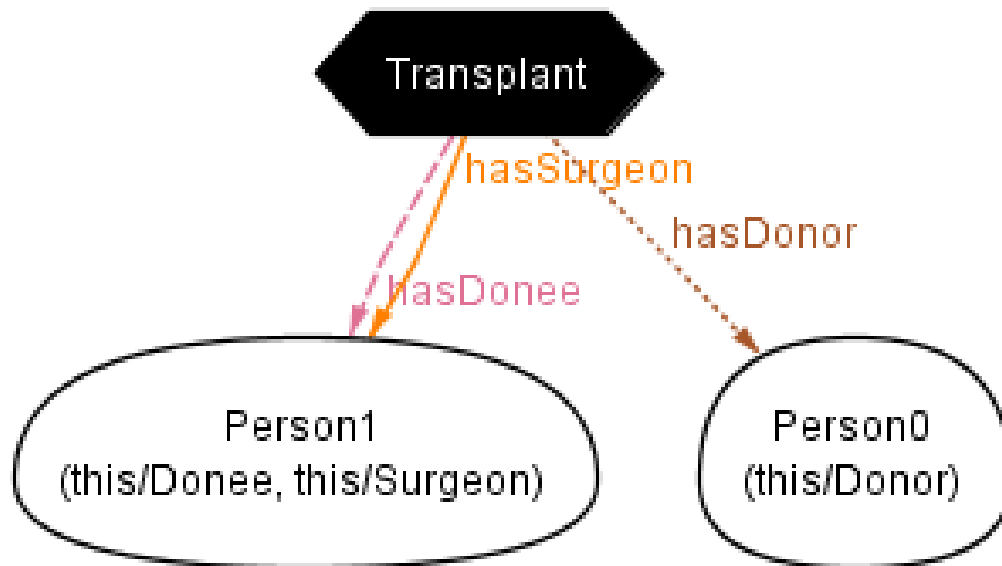 Transplant
hasSurgeon
hasDonor
hasDonee
Person1
(this/Donee, this/Surgeon)
Person0
(this/Donor)